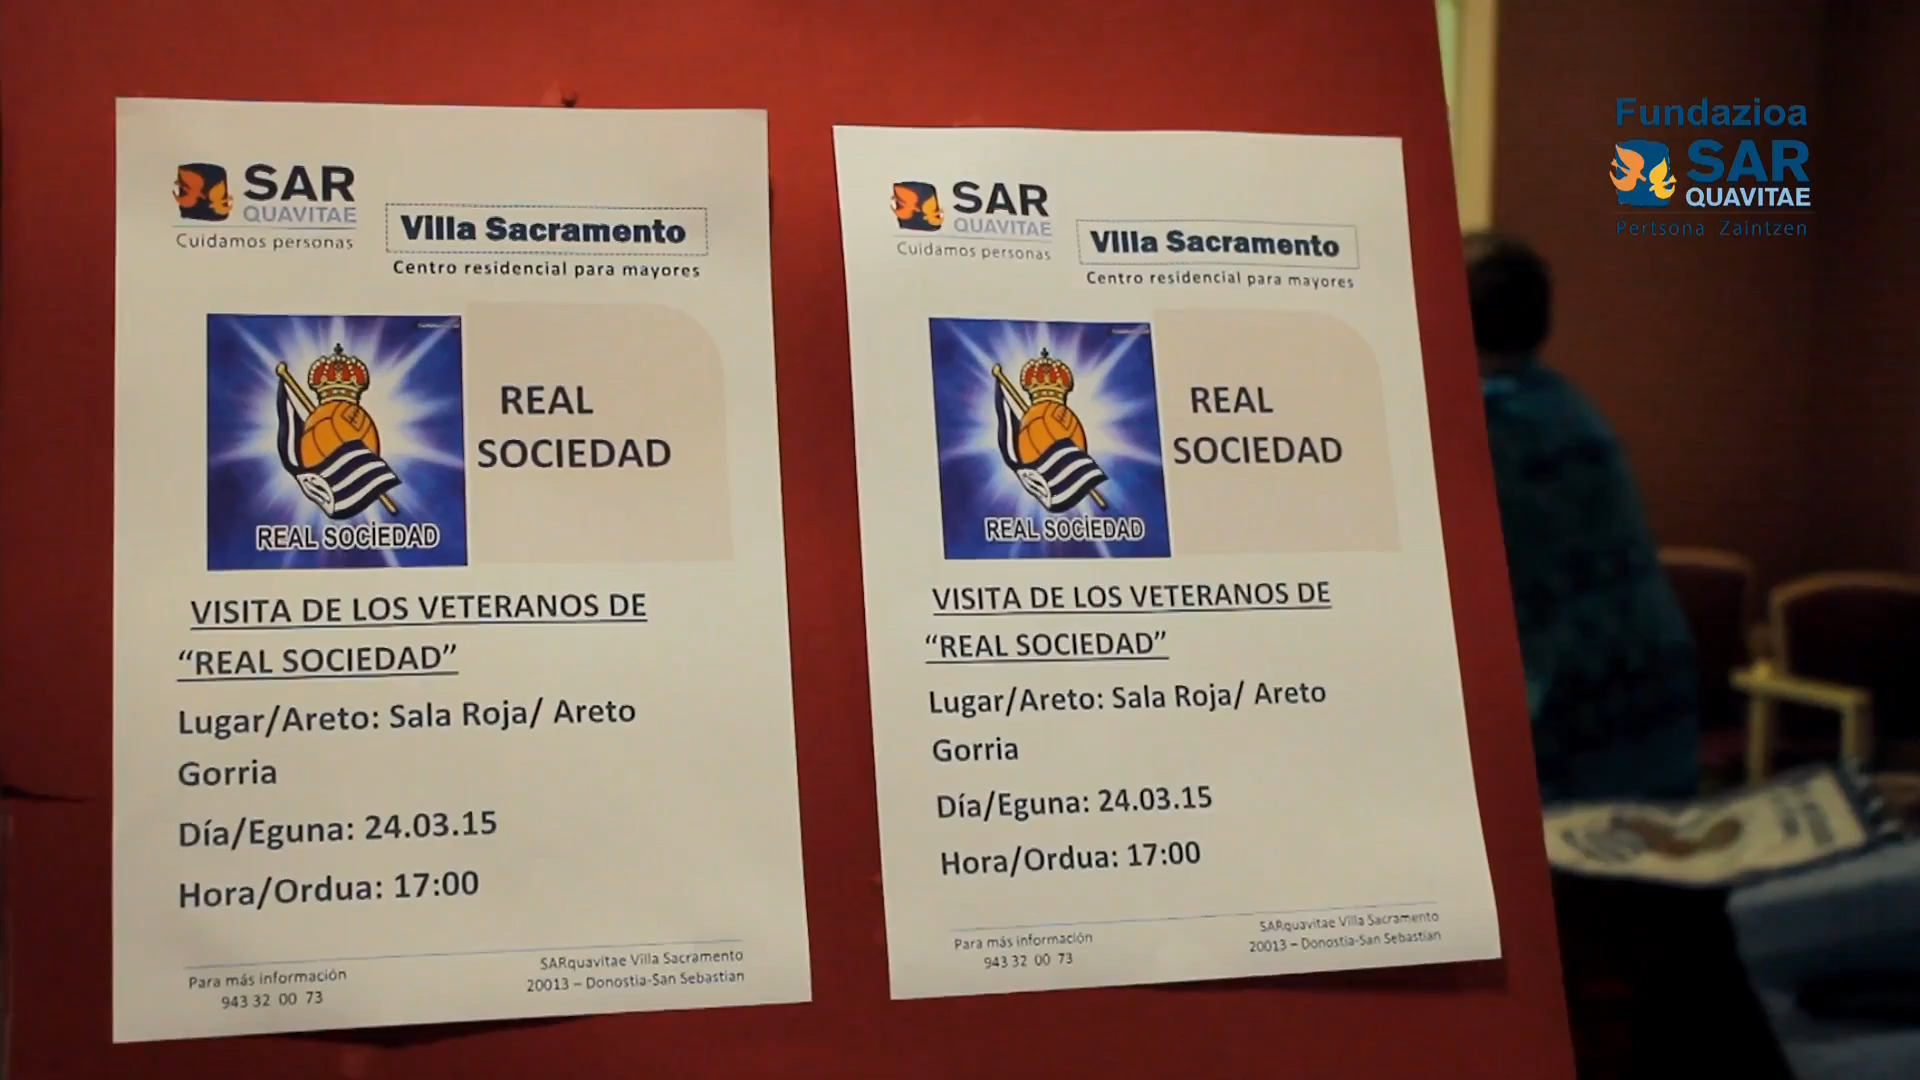 SAR
QUAVITAE
Cuidamos personas
Villa Sacramento
Centro residencial para mayores
REAL
SOCIEDAD
REAL SOCIEDAD
VISITA DE LOS VETERANOS DE
“REAL SOCIEDAD”
Lugar/Areto: Sala Roja/ Areto
Gorria
Día/Eguna: 24.03.15
Hora/Ordua: 17:00
Para más información
943 32 00 73
SARquavitae Villa Sacramento
20013 – Donostia-San Sebastian
SAR
QUAVITAE
Cuidamos personas
Villa Sacramento
Centro residencial para mayores
REAL
SOCIEDAD
REAL SOCIEDAD
VISITA DE LOS VETERANOS DE
“REAL SOCIEDAD”
Lugar/Areto: Sala Roja/ Areto
Gorria
Día/Eguna: 24.03.15
Hora/Ordua: 17:00
Para más información
943 32 00 73
SARquavitae Villa Sacramento
20013 – Donostia-San Sebastian
Fundazioa
SAR
QUAVITAE
Pertsona Zaintzen